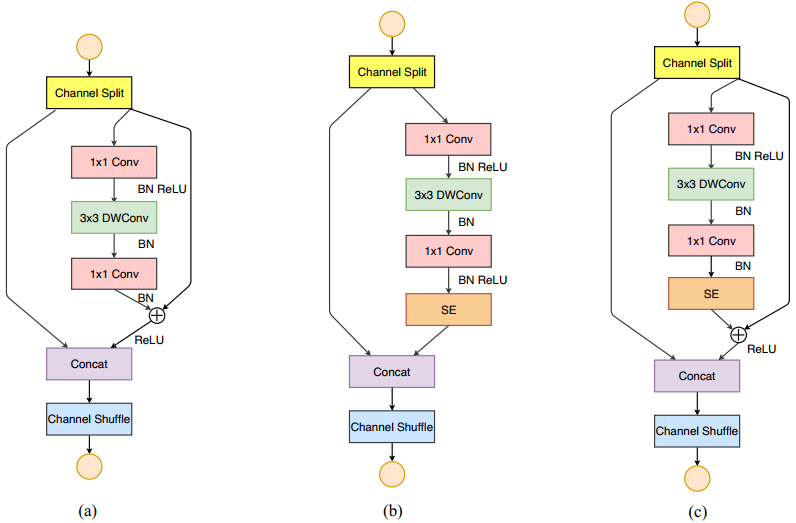 Channel Split
1x1 Conv
BN ReLU
3x3 DWConv
BN
1x1 Conv
BN
ReLU
Concat
Channel Shuffle
(a)
Channel Split
1x1 Conv
BN ReLU
3x3 DWConv
BN
1x1 Conv
BN ReLU
SE
Concat
Channel Shuffle
(b)
Channel Split
1x1 Conv
BN ReLU
3x3 DWConv
BN
1x1 Conv
BN
SE
ReLU
Concat
Channel Shuffle
(c)